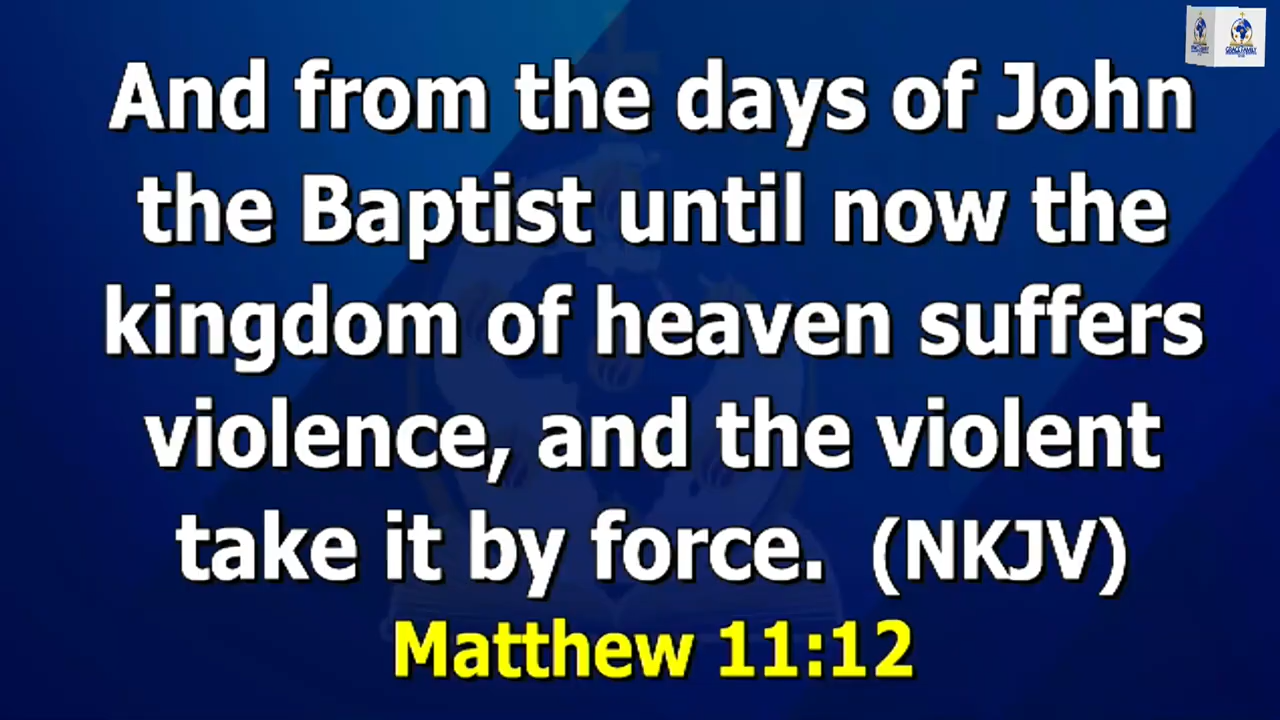 And from the days of John
the Baptist until now the
kingdom of heaven suffers
violence, and the violent
take it by force. (NKJV)
Matthew 11:12